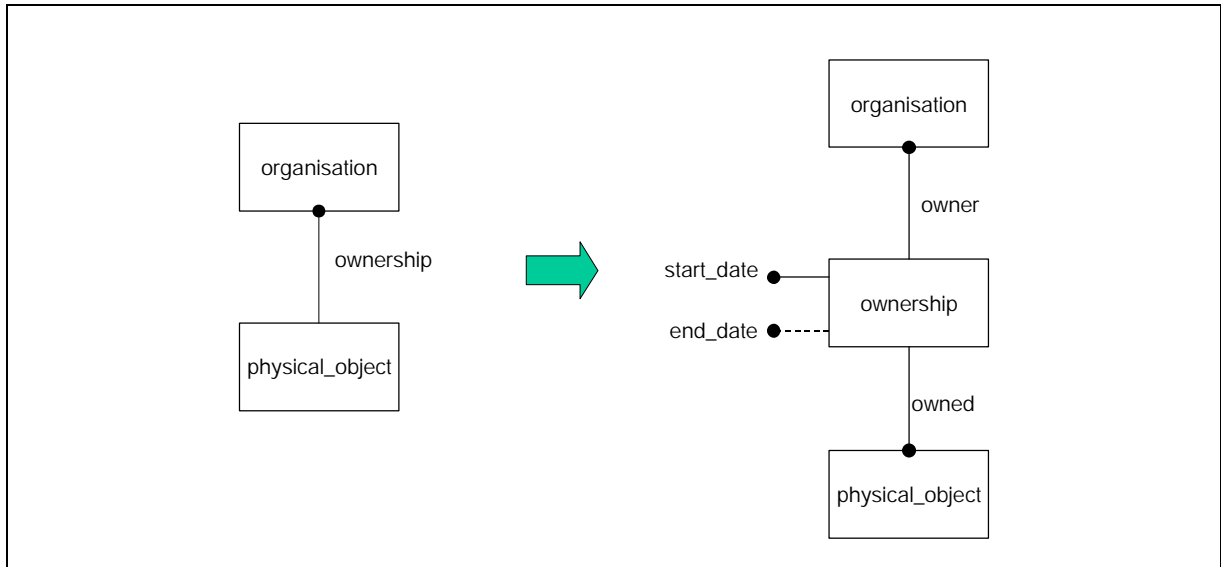 organisation
ownership
physical_object
organisation
owner
start_date
ownership
end_date
owned
physical_object